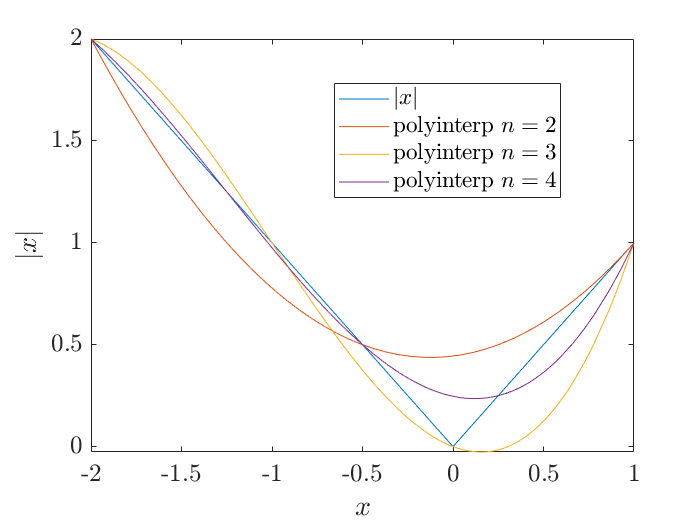 2
|x|
polyinterp n = 2
1.5
polyinterp n = 3
polyinterp n = 4
|x|
1
0.5
0
-2 -1.5 -1 -0.5 0 0.5 1
x